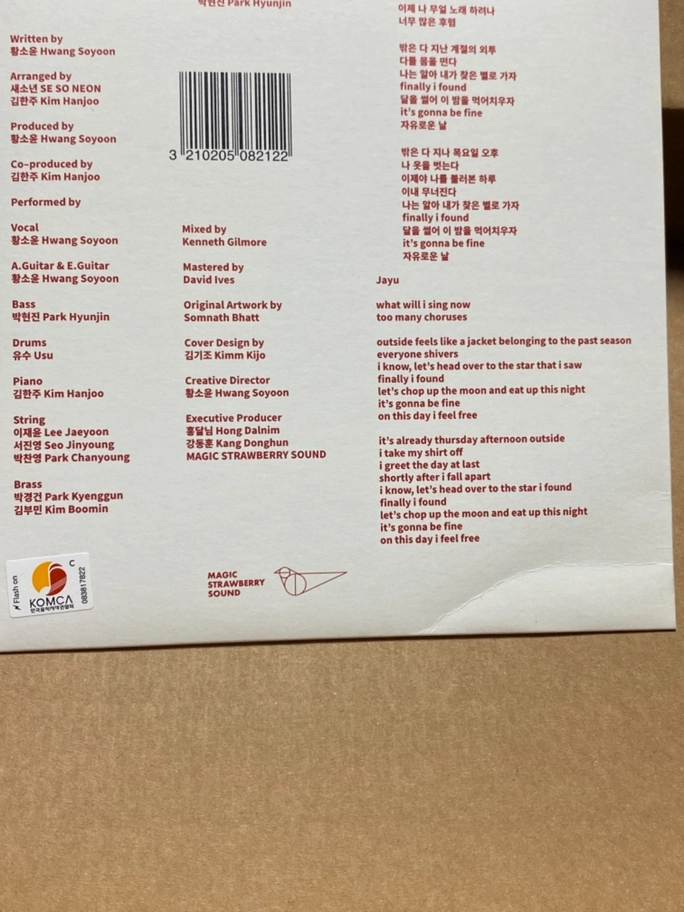 박현진 Park Hyunjin
Written by
황소윤 Hwang Soyoon
Arranged by
새소년 SE SO NEON
김한주 Kim Hanjoo
Produced by
황소윤 Hwang Soyoon
Co-produced by
김한주 Kim Hanjoo
Performed by
Vocal
황소윤 Hwang Soyoon
A.Guitar & E.Guitar
황소윤 Hwang Soyoon
Bass
박현진 Park Hyunjin
Drums
유수 Usu
Piano
김한주 Kim Hanjoo
String
이재윤 Lee Jaeyoon
서진영 Seo Jinyoung
박찬영 Park Chanyoung
Brass
박경건 Park Kyenggun
김부민 Kim Boomin
Flash on
KOMCA
한국음악저작권협회
C
083817822
3 210205 082122
Mixed by
Kenneth Gilmore
Mastered by
David Ives
Original Artwork by
Somnath Bhatt
Cover Design by
김기조 Kimm Kijo
Creative Director
황소윤 Hwang Soyoon
Executive Producer
홍달님 Hong Dalnim
강동훈 Kang Donghun
MAGIC STRAWBERRY SOUND
MAGIC
STRAWBERRY
SOUND
이제 나 무얼 노래 하려나
너무 많은 후렴
밖은 다 지난 계절의 외투
다들 몸을 떤다
나는 알아 내가 찾은 별로 가자
finally i found
달을 썰어 이 밤을 먹어치우자
it's gonna be fine
자유로운 날
밖은 다 지나 목요일 오후
나 옷을 벗는다
이제야 나를 불러본 하루
이내 무너진다
나는 알아 내가 찾은 별로 가자
finally i found
달을 썰어 이 밤을 먹어치우자
it's gonna be fine
자유로운 날
Jayu
what will i sing now
too many choruses
outside feels like a jacket belonging to the past season
everyone shivers
i know, let's head over to the star that i saw
finally i found
let's chop up the moon and eat up this night
it's gonna be fine
on this day i feel free
it's already thursday afternoon outside
i take my shirt off
i greet the day at last
shortly after i fall apart
i know, let's head over to the star i found
finally i found
let's chop up the moon and eat up this night
it's gonna be fine
on this day i feel free